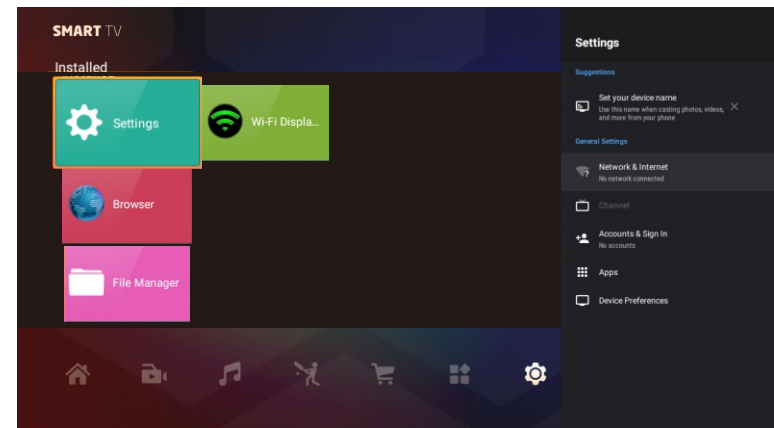 SMART TV
Installed
Installed
Settings
Wi-Fi Displa...
Browser
File Manager
Settings
Suggestions
Set your device name
Use this name when casting photos, videos,
and more from your phone
General Settings
Network & Internet
No network connected
Channel
Accounts & Sign In
No accounts
Apps
Device Preferences